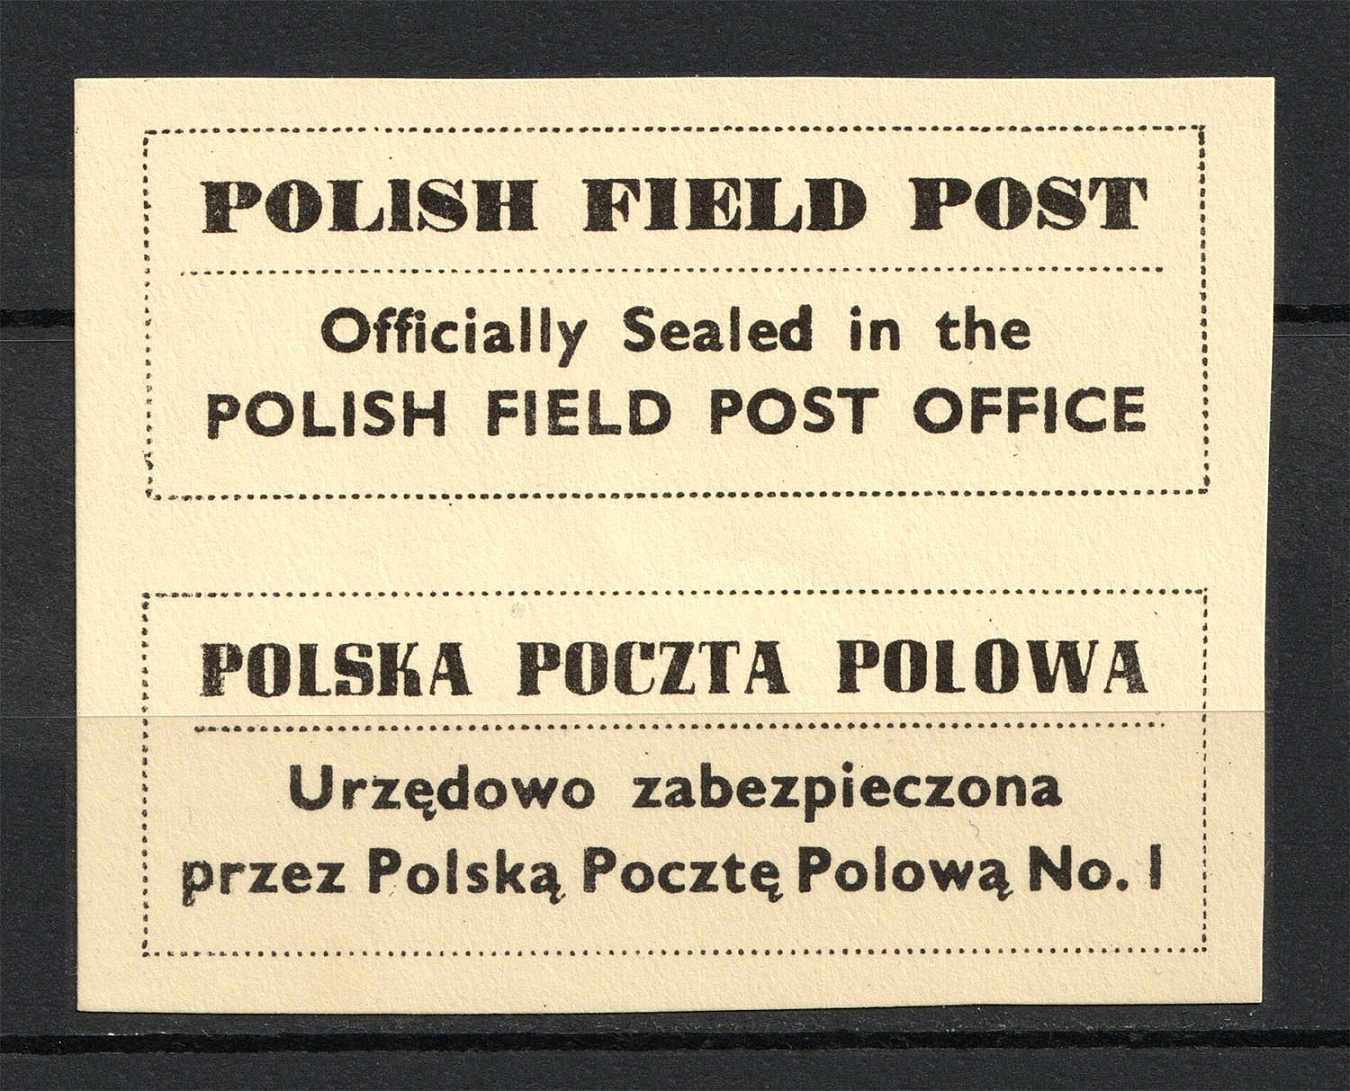 POLISH FIELD POST
Officially Sealed in the
POLISH FIELD POST OFFICE
POLSKA POCZTA POLOWA
Urzędowo zabezpieczona
przez Polską Pocztę Polową No. 1